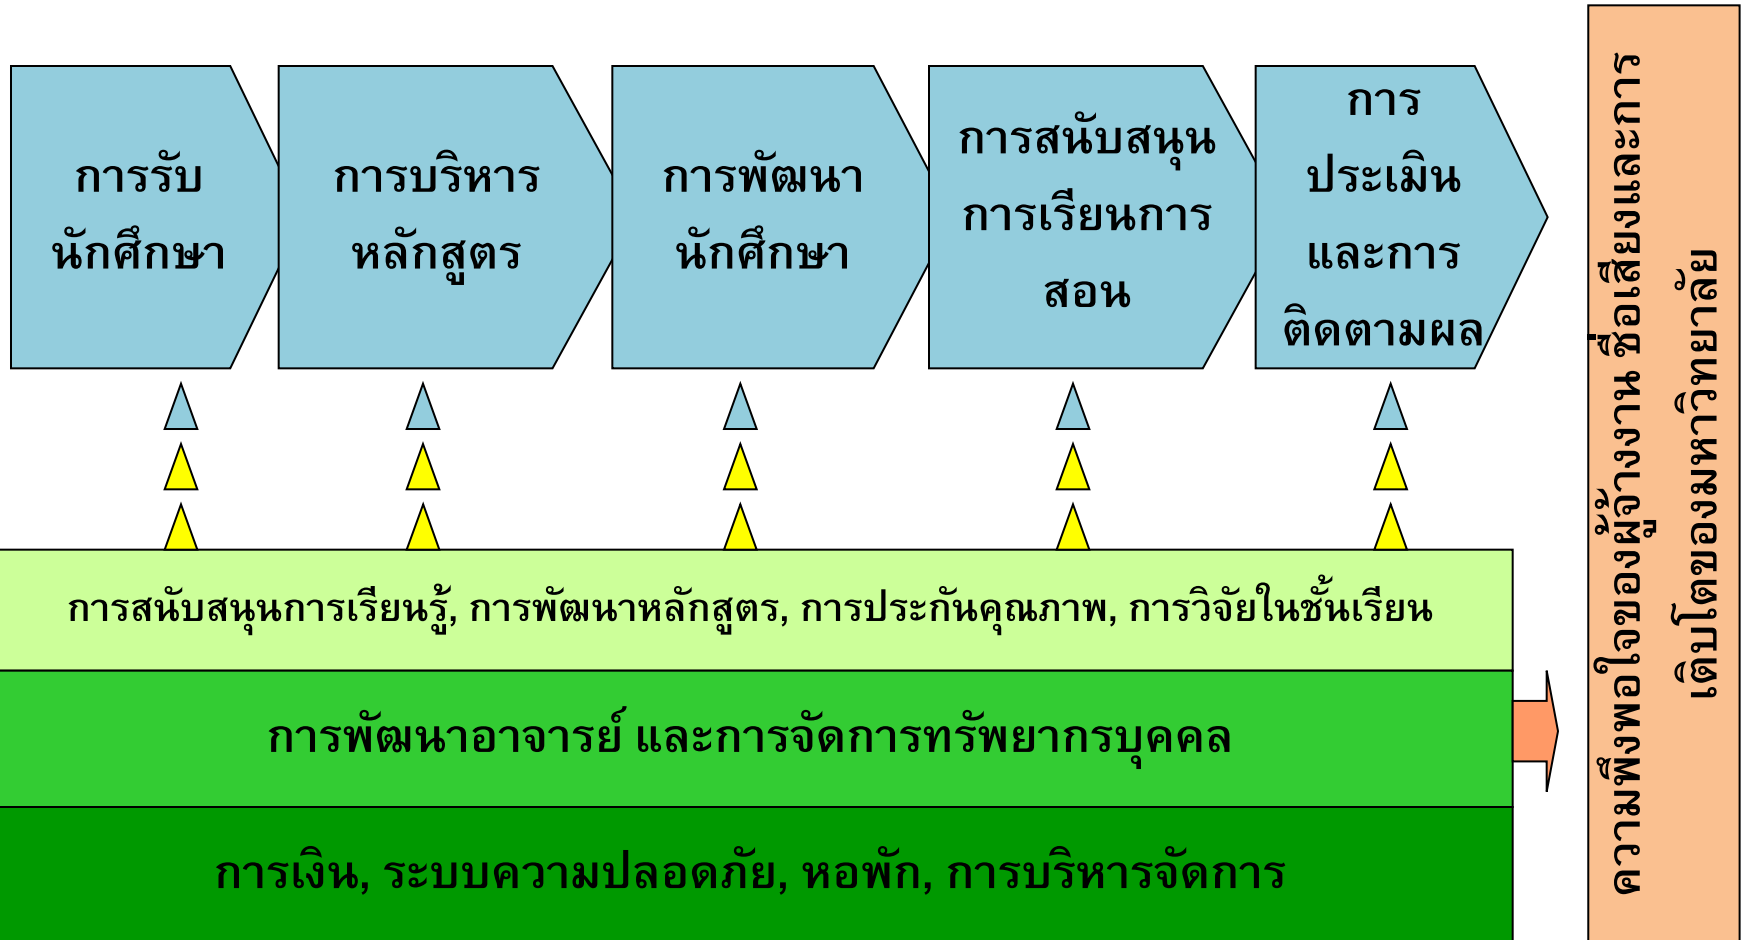 การรับ
นักศึกษา
การบริหาร
หลักสูตร
การพัฒนา
นักศึกษา
การสนับสนุน
การเรียนการ
สอน
การ
ประเมิน
และการ
ติดตามผล
การสนับสนุนการเรียนรู้, การพัฒนาหลักสูตร, การประกันคุณภาพ, การวิจัยในชั้นเรียน
การพัฒนาอาจารย์ และการจัดการทรัพยากรบุคคล
การเงิน, ระบบความปลอดภัย, หอพัก, การบริหารจัดการ
ความพึงพอใจของผู้จ้างงาน ชื่อเสียงและการ
เติบโตของมหาวิทยาลัย